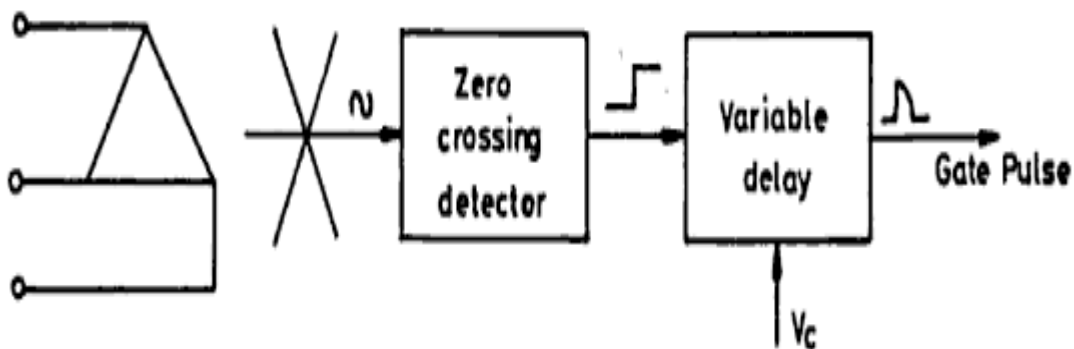 Zero
crossing
detector
Variable
delay
Gate Pulse
Vc